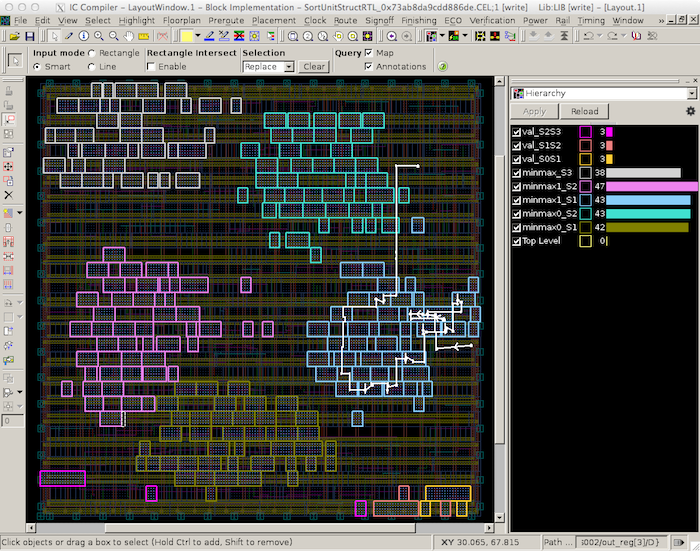 IC Compiler - LayoutWindow.1 - Block Implementation - SortUnitStructRTL_0x73ab8da9cdd886de.CEL;1 [write]    Lib:LIB [write] - [Layout.1]
File Edit View Select Highlight Floorplan Preroute Placement Clock Route Signoff Finishing ECO Verification Power Rail Timing Window
Input mode Rectangle Rectangle Intersect Selection Query Map
Smart Line Enable Replace Clear Annotations
Hierarchy
Apply Reload
val_S2S3 3
val_S1S2 3
val_S0S1 3
minmax_S3 38
minmax1_S2 47
minmax1_S1 43
minmax0_S2 43
minmax0_S1 42
Top Level 0
0
Click objects or drag a box to select (Hold Ctrl to add, Shift to remove) XY 30.065, 67.815 Path ... i002/out_reg[3]/D}